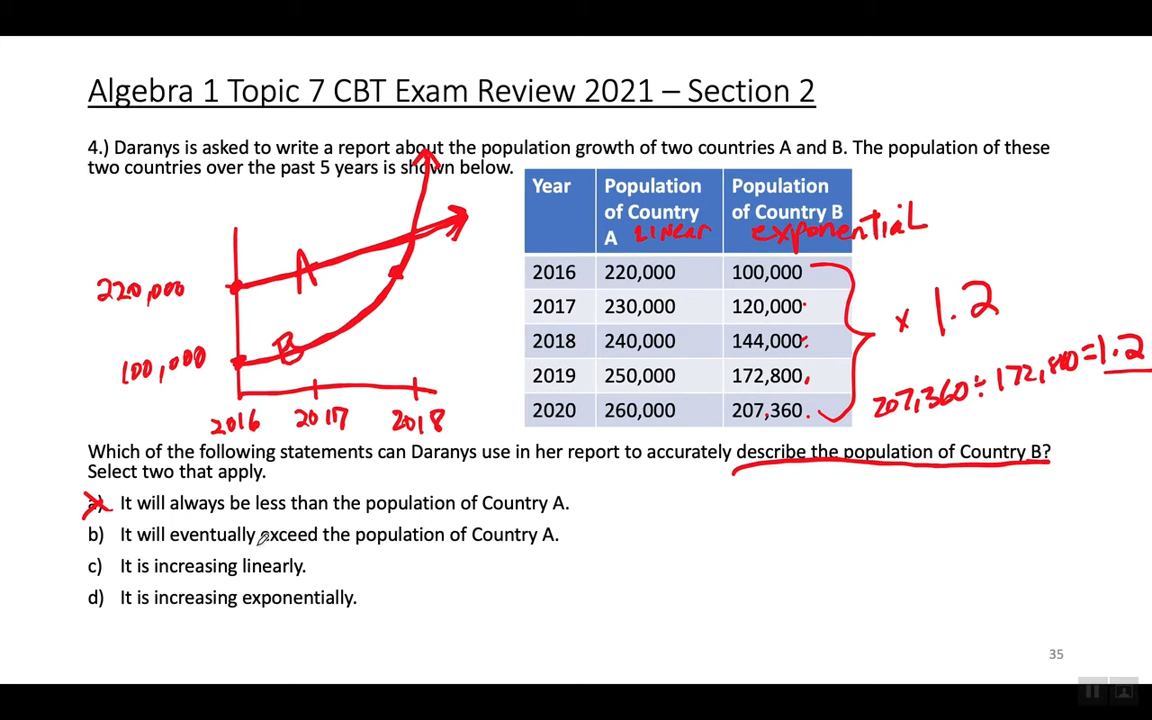 Algebra 1 Topic 7 CBT Exam Review 2021 – Section 2
4.) Daranys is asked to write a report about the population growth of two countries A and B. The population of these
two countries over the past 5 years is shown below.
Year Population of Country A Population of Country B
Linear exponential
2016 220,000 100,000
2017 230,000 120,000
2018 240,000 144,000
2019 250,000 172,800
2020 260,000 207,360
x 1.2
207,360 ÷ 172,800 = 1.2
A
220,000
B
100,000
2016 2017 2018
Which of the following statements can Daranys use in her report to accurately describe the population of Country B?
Select two that apply.
a) It will always be less than the population of Country A.
b) It will eventually exceed the population of Country A.
c) It is increasing linearly.
d) It is increasing exponentially.
35